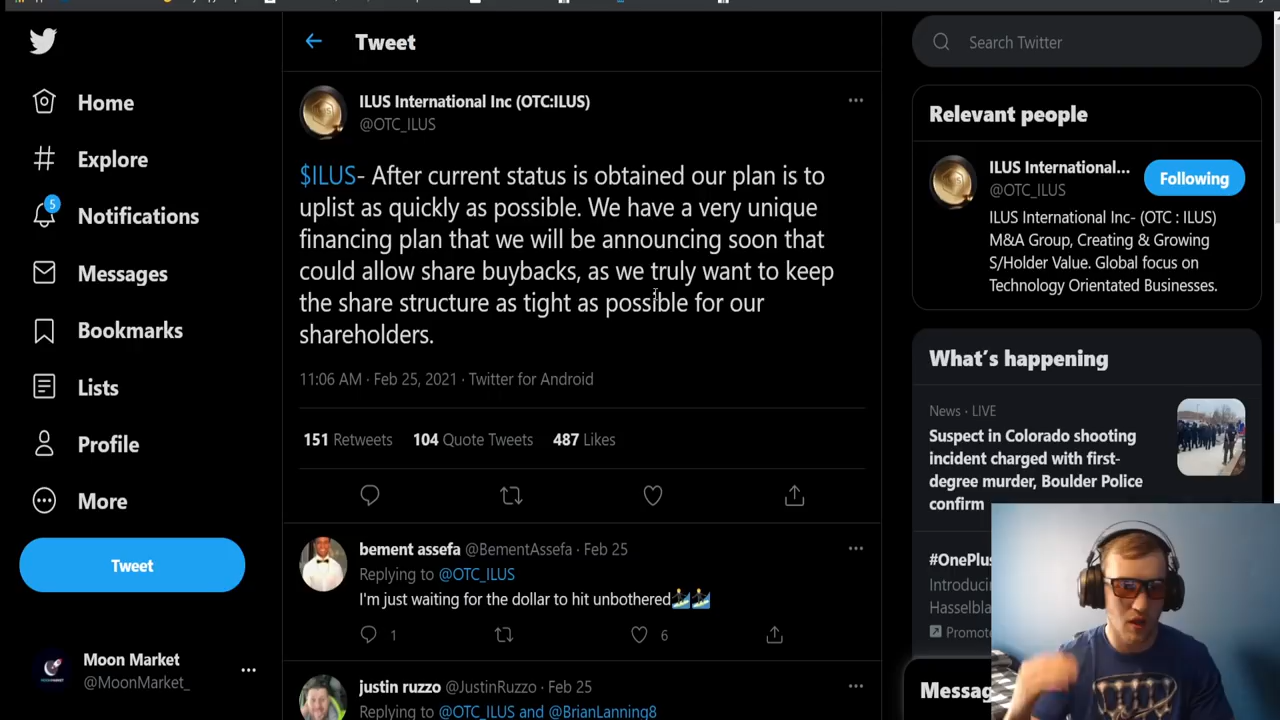 Home
Explore
5
Notifications
Messages
Bookmarks
Lists
Profile
More
Tweet
Moon Market
@MoonMarket_
Tweet
ILUS International Inc (OTC:ILUS)
@OTC_ILUS
$ILUS- After current status is obtained our plan is to
uplist as quickly as possible. We have a very unique
financing plan that we will be announcing soon that
could allow share buybacks, as we truly want to keep
the share structure as tight as possible for our
shareholders.
11:06 AM · Feb 25, 2021 · Twitter for Android
151 Retweets 104 Quote Tweets 487 Likes
bement assefa @BementAssefa · Feb 25
Replying to @OTC_ILUS
I'm just waiting for the dollar to hit unbothered
1 6
justin ruzzo @JustinRuzzo · Feb 25
Replying to @OTC_ILUS and @BrianLanning8
Search Twitter
Relevant people
ILUS International...
@OTC_ILUS
Following
ILUS International Inc- (OTC : ILUS)
M&A Group, Creating & Growing
S/Holder Value. Global focus on
Technology Orientated Businesses.
What's happening
News · LIVE
Suspect in Colorado shooting
incident charged with first-
degree murder, Boulder Police
confirm
#OnePlu
Introduci
Hasselbla
Promote
Messag